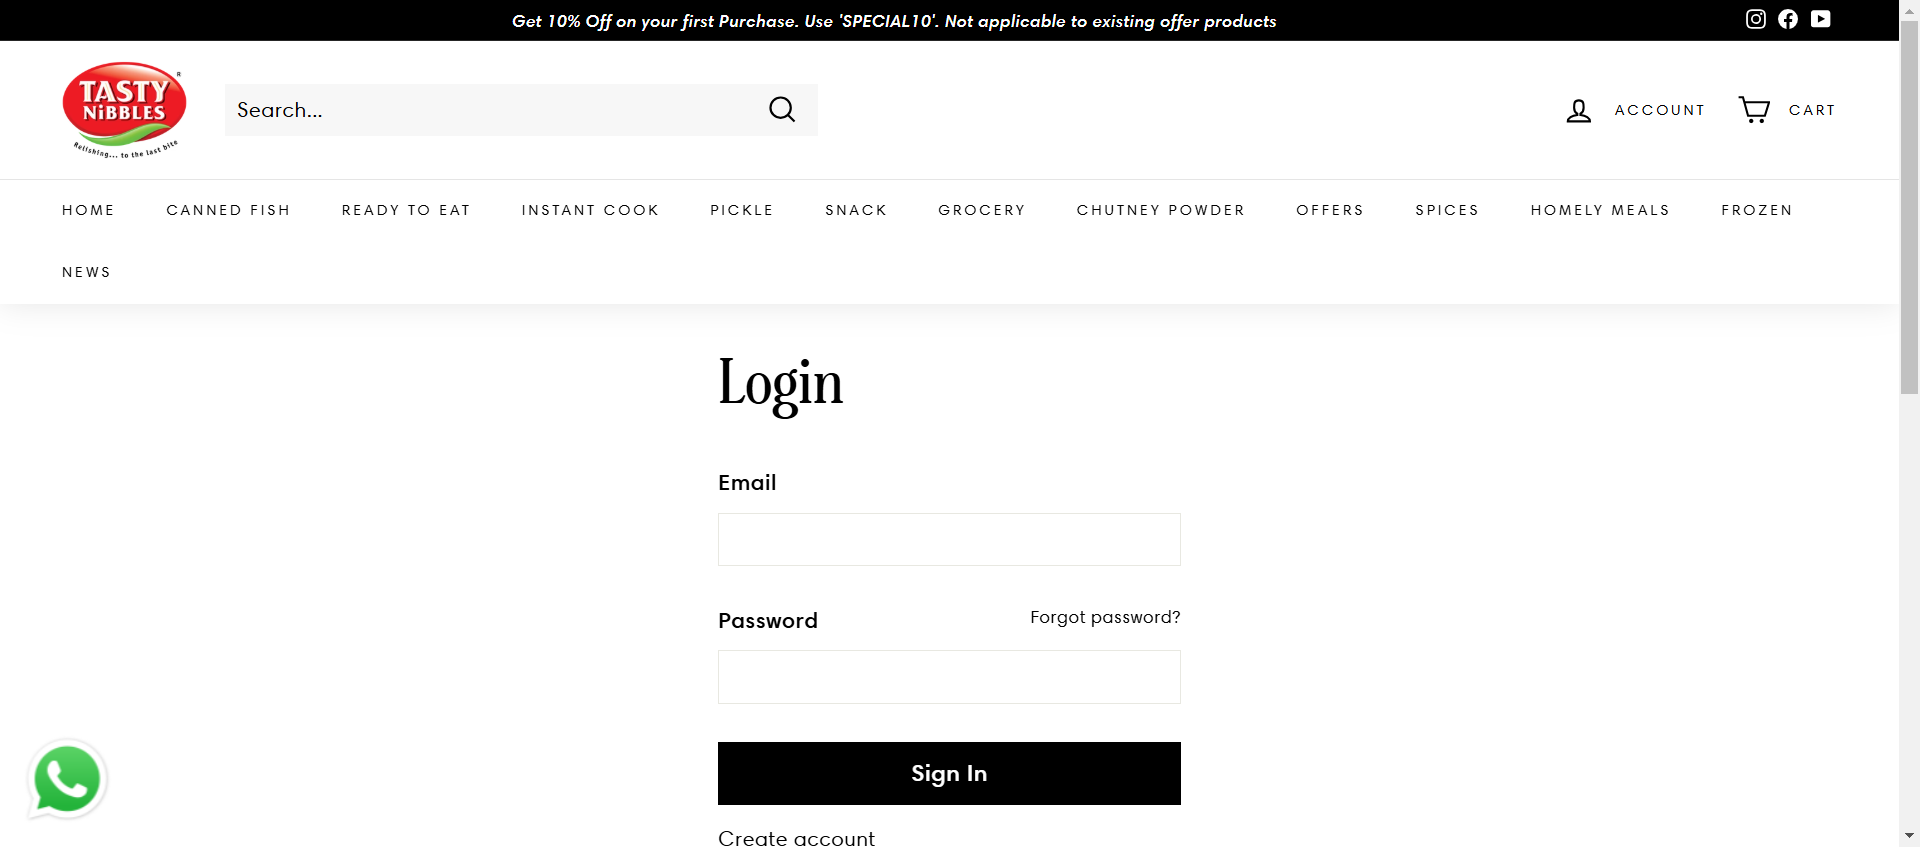 Get 10% Off on your first Purchase. Use 'SPECIAL10'. Not applicable to existing offer products
TASTY
NiBBLES
R
Relishing... to the last bite
Search...
ACCOUNT
CART
HOME
CANNED FISH
READY TO EAT
INSTANT COOK
PICKLE
SNACK
GROCERY
CHUTNEY POWDER
OFFERS
SPICES
HOMELY MEALS
FROZEN
NEWS
Login
Email
Password
Forgot password?
Sign In
Create account